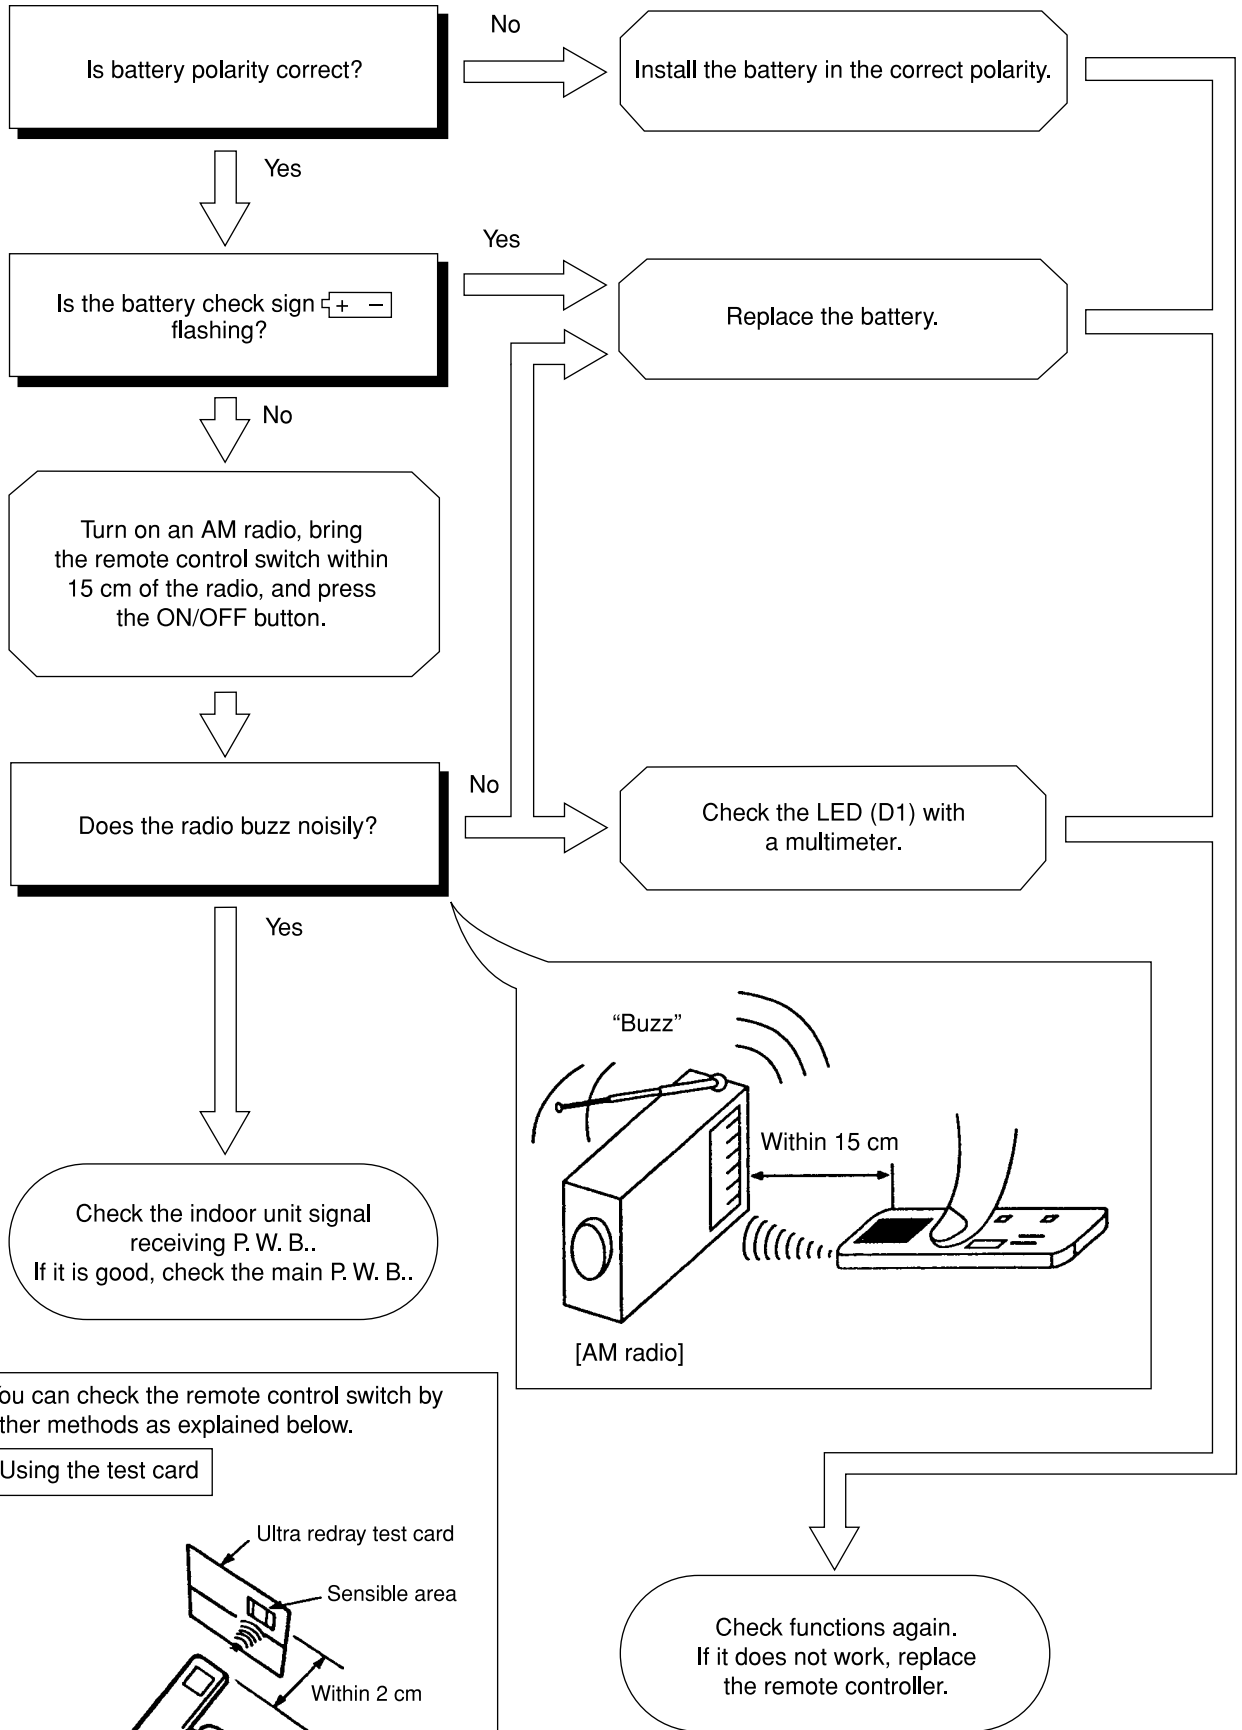 Is battery polarity correct?
No
Install the battery in the correct polarity.
Yes
Is the battery check sign + −
flashing?
Yes
Replace the battery.
No
Turn on an AM radio, bring
the remote control switch within
15 cm of the radio, and press
the ON/OFF button.
Does the radio buzz noisily?
No
Check the LED (D1) with
a multimeter.
Yes
“Buzz”
Within 15 cm
[AM radio]
Check the indoor unit signal
receiving P. W. B..
If it is good, check the main P. W. B..
ou can check the remote control switch by
ther methods as explained below.
Using the test card
Ultra redray test card
Sensible area
Within 2 cm
Check functions again.
If it does not work, replace
the remote controller.